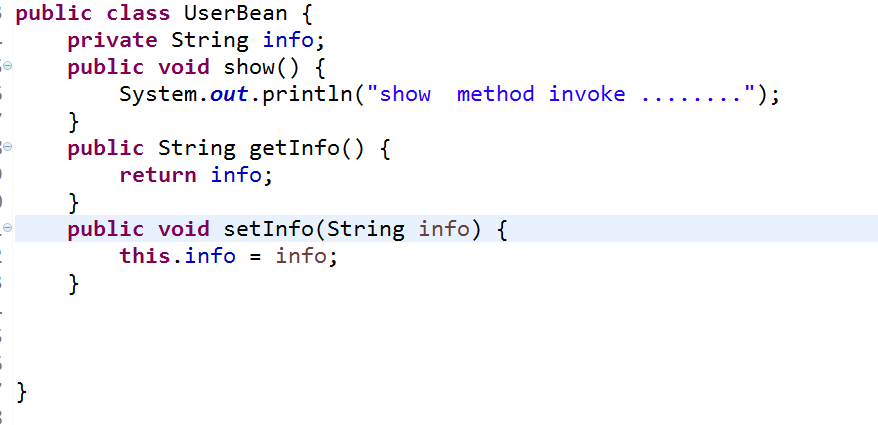 public class UserBean {
    private String info;
    public void show() {
        System.out.println("show  method invoke ........");
    }
    public String getInfo() {
        return info;
    }
    public void setInfo(String info) {
        this.info = info;
    }
}